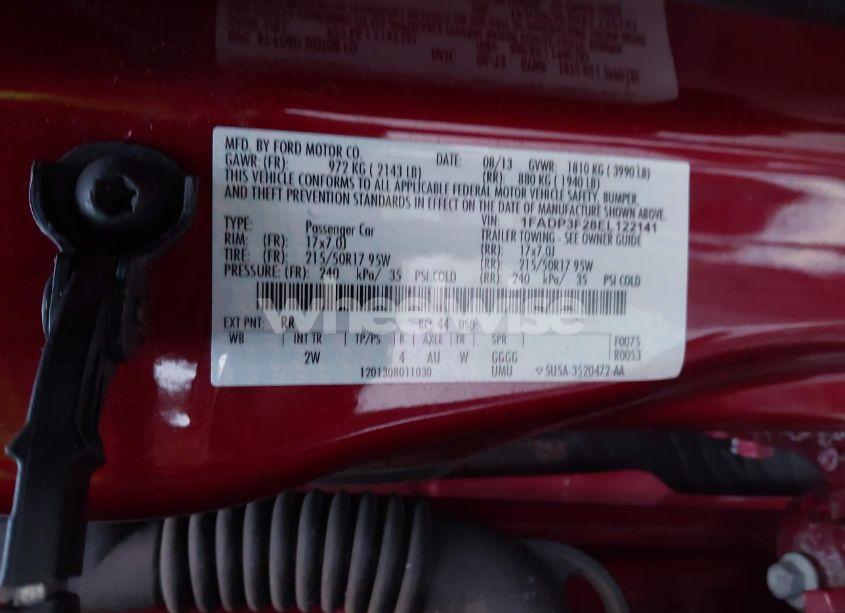 MFD. BY FORD MOTOR CO.
DATE: 08/13 GVWR: 1810 KG ( 3990 LB)
GAWR: (FR): 972 KG ( 2143 LB) (RR): 880 KG ( 1940 LB)
THIS VEHICLE CONFORMS TO ALL APPLICABLE FEDERAL MOTOR VEHICLE SAFETY, BUMPER,
AND THEFT PREVENTION STANDARDS IN EFFECT ON THE DATE OF MANUFACTURE SHOWN ABOVE.
VIN: 1FADP3F28EL122141
TYPE: Passenger Car TRAILER TOWING - SEE OWNER GUIDE
RIM: (FR): 17x7.0J (RR): 17x7.0J
TIRE: (FR): 215/50R17 95W (RR): 215/50R17 95W
PRESSURE: (FR): 240 kPa/ 35 PSI COLD (RR): 240 kPa/ 35 PSI COLD
wheelwise
EXT PNT: RR RC: 44 DSO:
WB INT TR TP/PS R AXLE TR SPR F0075
2W 4 AU W GGGG R0053
1201308011030 UMU ▽ 5U5A-3520472-AA